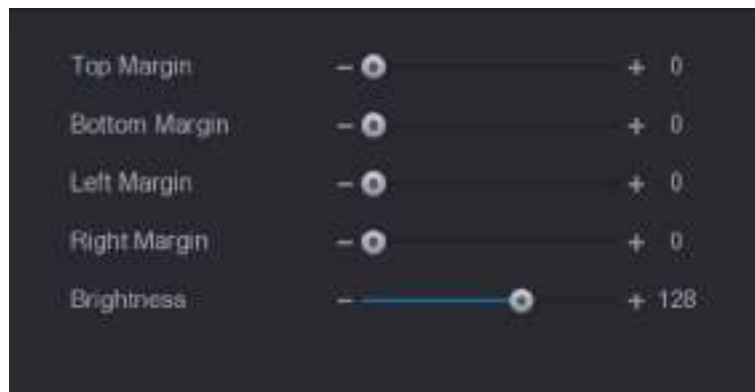 Top Margin - + 0
Bottom Margin - + 0
Left Margin - + 0
Right Margin - + 0
Brightness - + 128